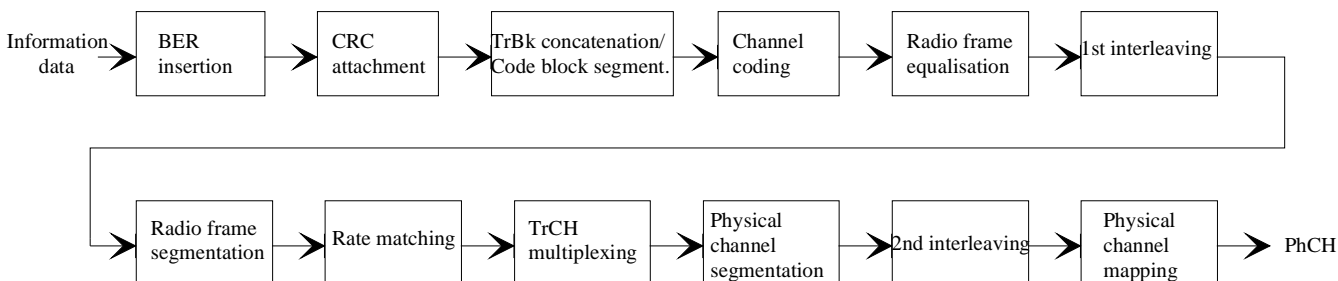 Information
data
BER
insertion
CRC
attachment
TrBk concatenation/
Code block segment.
Channel
coding
Radio frame
equalisation
1st interleaving
Radio frame
segmentation
Rate matching
TrCH
multiplexing
Physical
channel
segmentation
2nd interleaving
Physical
channel
mapping
PhCH